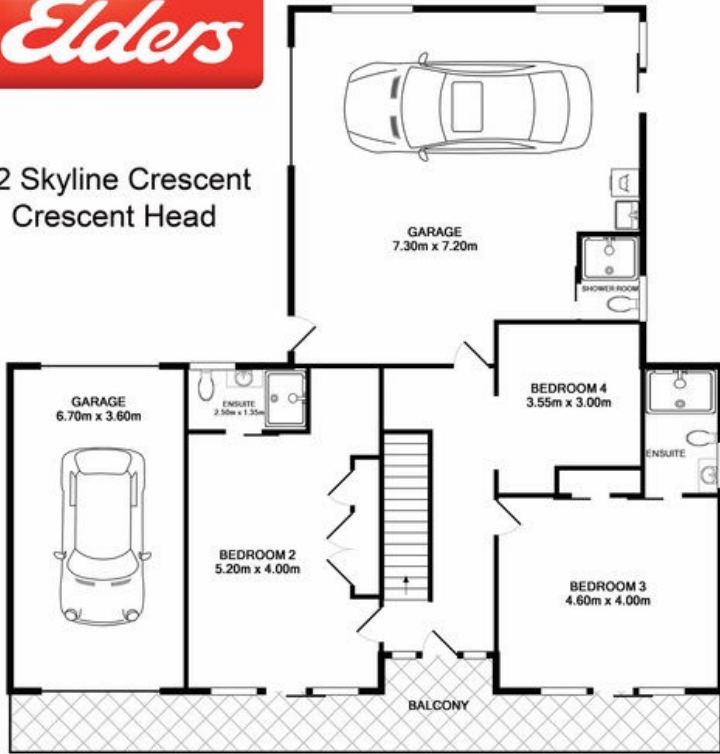 Elders
2 Skyline Crescent
Crescent Head
GARAGE
7.30m x 7.20m
SHOWER ROOM
GARAGE
6.70m x 3.60m
ENSUITE
2.50m x 1.35m
BEDROOM 4
3.55m x 3.00m
ENSUITE
BEDROOM 2
5.20m x 4.00m
BEDROOM 3
4.60m x 4.00m
BALCONY